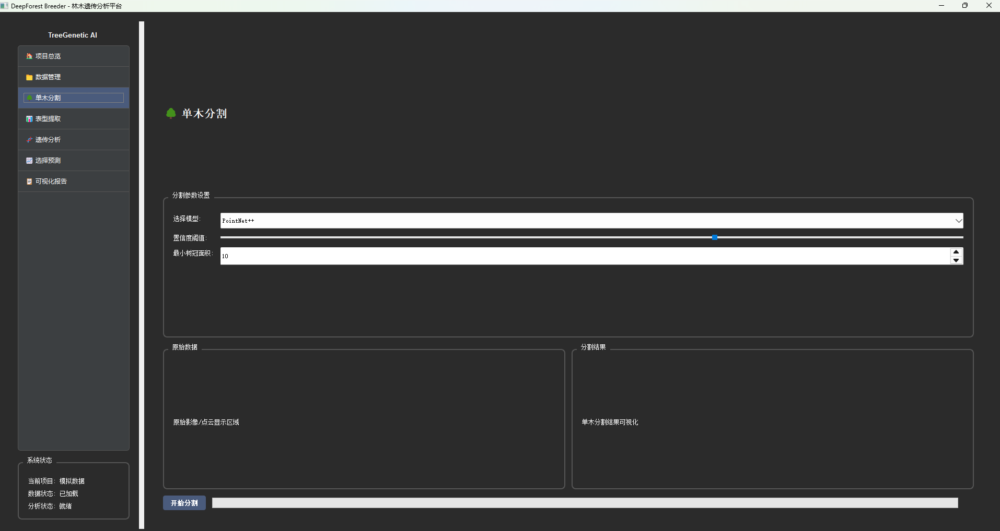 DeepForest Breeder - 林木遗传分析平台
TreeGenetic AI
项目总览
数据管理
单木分割
表型提取
遗传分析
选择预测
可视化报告
系统状态
当前项目: 模拟数据
数据状态: 已加载
分析状态: 就绪
单木分割
分割参数设置
选择模型:
PointNet++
置信度阈值:
最小树冠面积:
10
原始数据
原始影像/点云显示区域
分割结果
单木分割结果可视化
开始分割